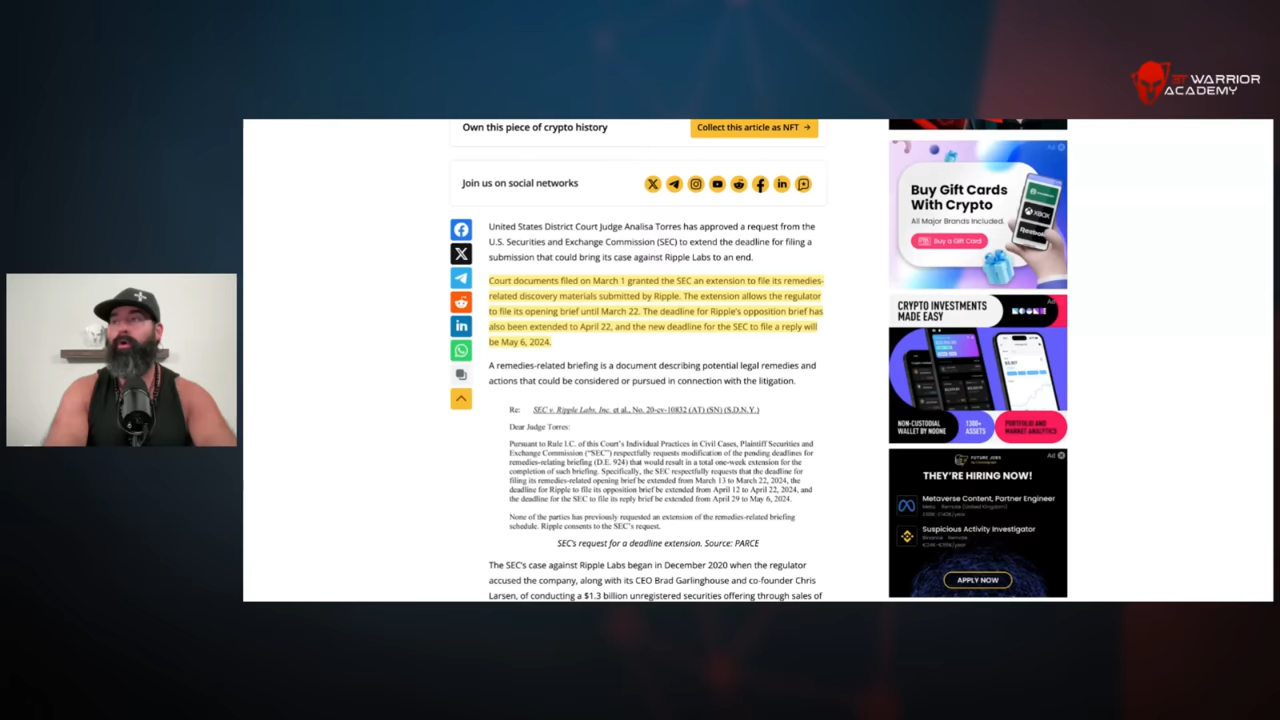 3T WARRIOR
ACADEMY
Own this piece of crypto history
Collect this article as NFT →
Join us on social networks
United States District Court Judge Analisa Torres has approved a request from the
U.S. Securities and Exchange Commission (SEC) to extend the deadline for filing a
submission that could bring its case against Ripple Labs to an end.
Court documents filed on March 1 granted the SEC an extension to file its remedies-
related discovery materials submitted by Ripple. The extension allows the regulator
to file its opening brief until March 22. The deadline for Ripple's opposition brief has
also been extended to April 22, and the new deadline for the SEC to file a reply will
be May 6, 2024.
A remedies-related briefing is a document describing potential legal remedies and
actions that could be considered or pursued in connection with the litigation.
Re: SEC v. Ripple Labs, Inc. et al., No. 20-cv-10832 (AT) (SN) (S.D.N.Y.)
Dear Judge Torres:
Pursuant to Rule I.C. of this Court's Individual Practices in Civil Cases, Plaintiff Securities and
Exchange Commission ("SEC") respectfully requests modification of the pending deadlines for
remedies-relating briefing (D.E. 924) that would result in a total one-week extension for the
completion of such briefing. Specifically, the SEC respectfully requests that the deadline for
filing its remedies-related opening brief be extended from March 13 to March 22, 2024, the
deadline for Ripple to file its opposition brief be extended from April 12 to April 22, 2024, and
the deadline for the SEC to file its reply brief be extended from April 29 to May 6, 2024.
None of the parties has previously requested an extension of the remedies-related briefing
schedule. Ripple consents to the SEC's request.
SEC's request for a deadline extension. Source: PARCE
The SEC's case against Ripple Labs began in December 2020 when the regulator
accused the company, along with its CEO Brad Garlinghouse and co-founder Chris
Larsen, of conducting a $1.3 billion unregistered securities offering through sales of
Ad
Buy Gift Cards
With Crypto
All Major Brands Included.
Buy a Gift Card
XBOX
Ad
CRYPTO INVESTMENTS
MADE EASY
NON-CUSTODIAL
WALLET BY NOONE
1300+
ASSETS
PORTFOLIO AND
MARKET ANALYTICS
Ad
FUTURE JOBS
THEY'RE HIRING NOW!
Metaverse Content, Partner Engineer
Meta Remote (United Kingdom)
Suspicious Activity Investigator
Binance Remote
APPLY NOW